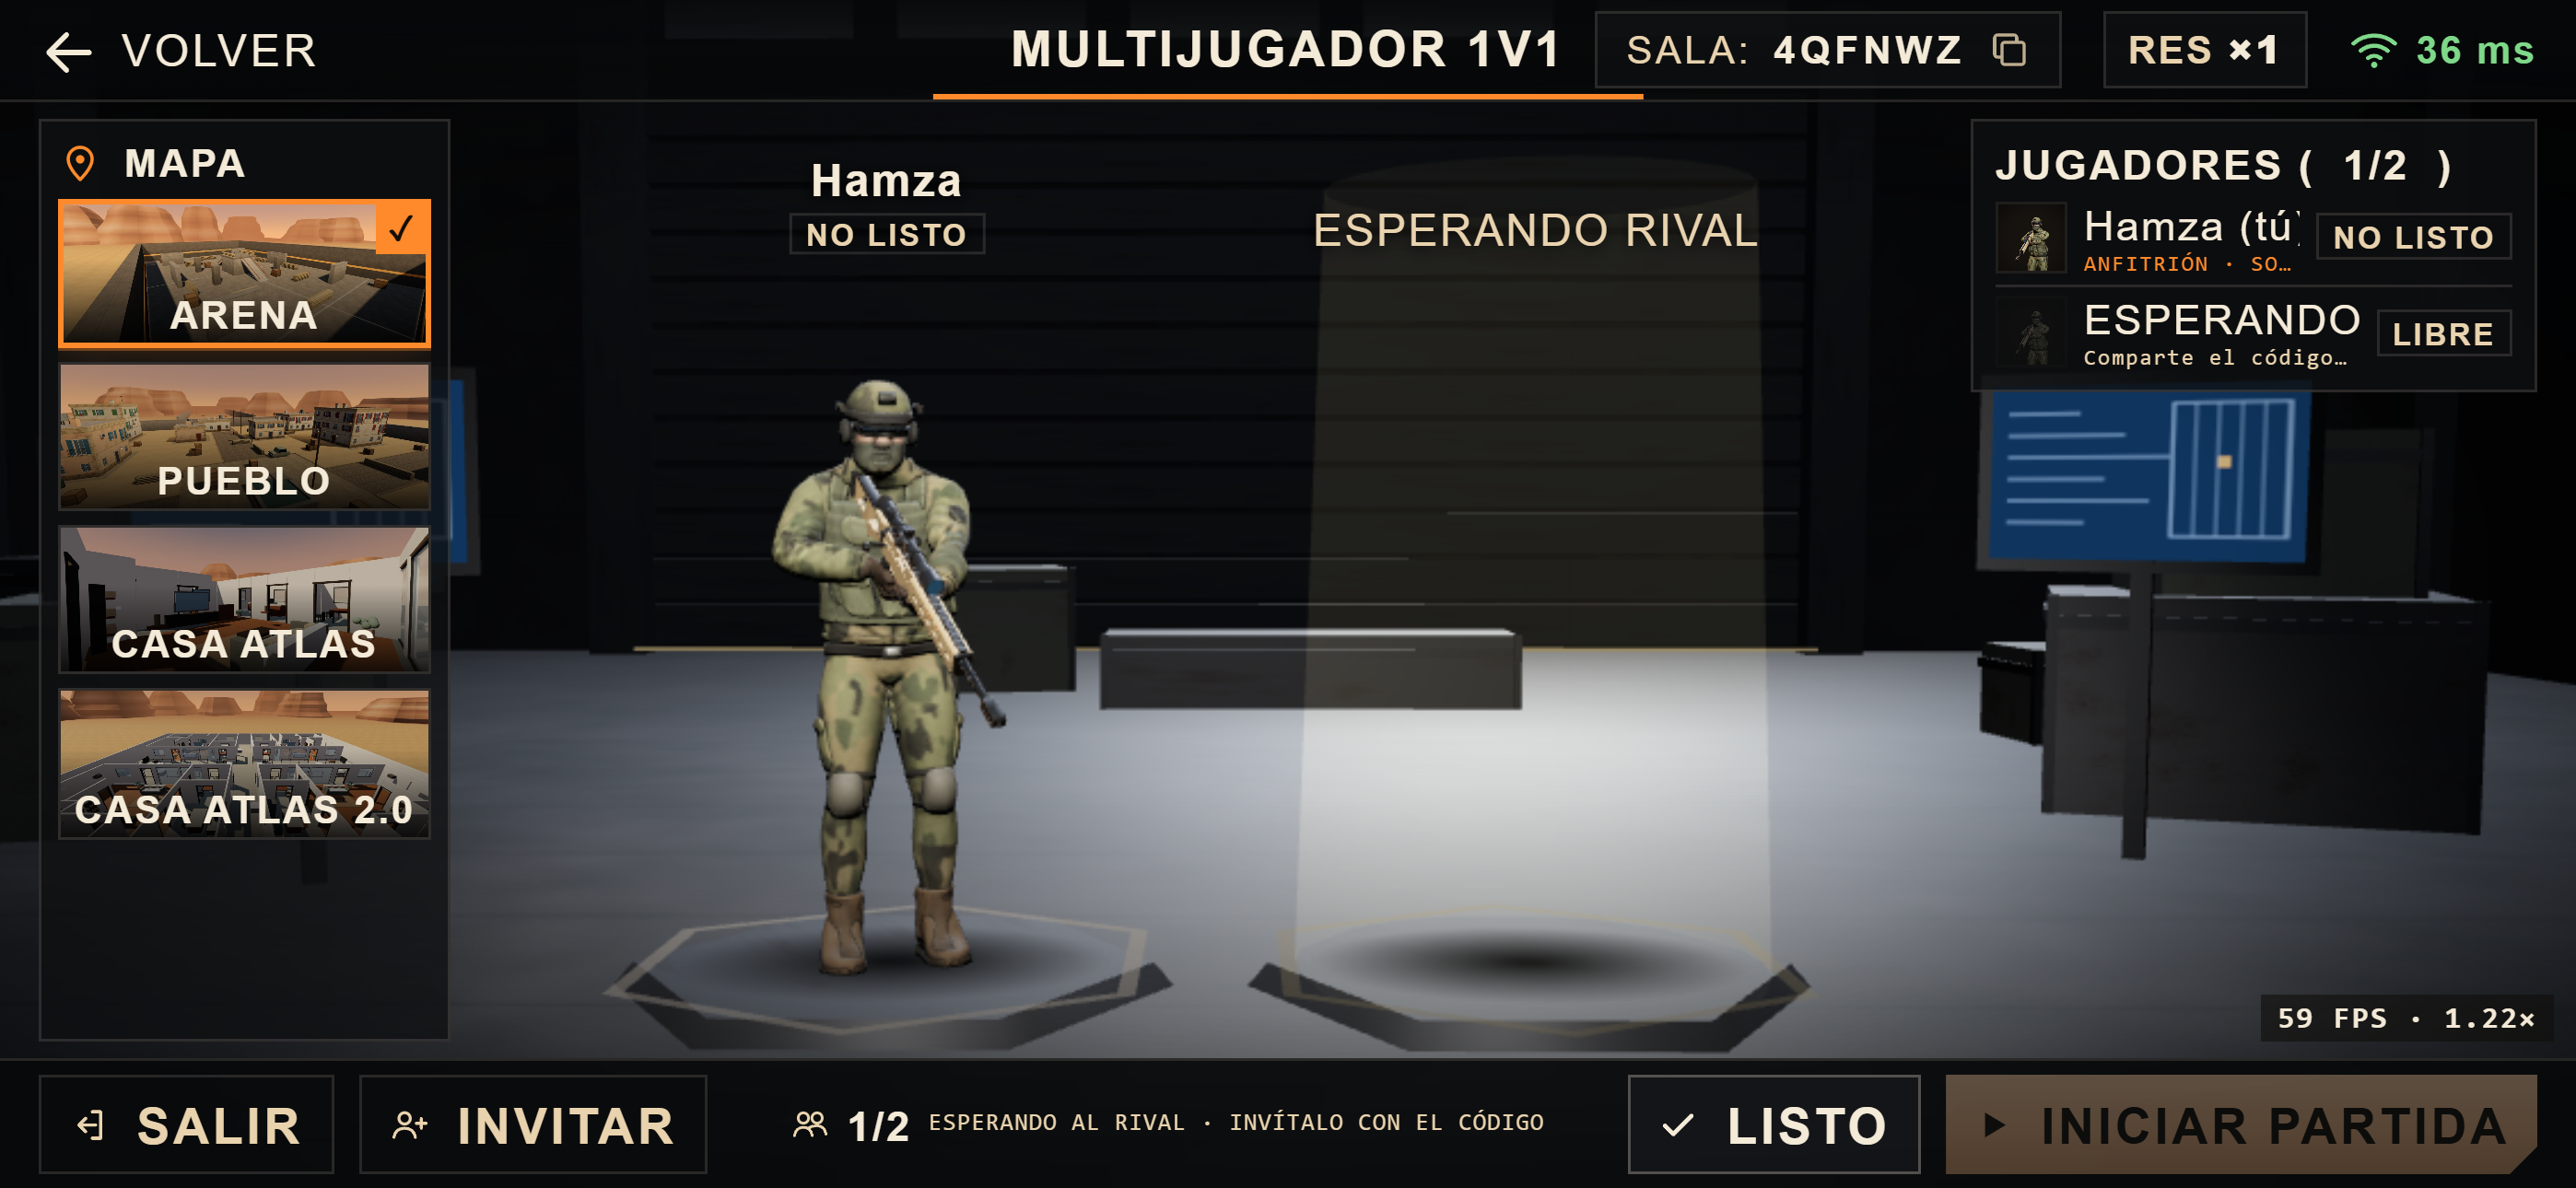 VOLVER
MULTIJUGADOR 1V1
SALA: 4QFNWZ
RES ×1
36 ms
MAPA
ARENA
PUEBLO
CASA ATLAS
CASA ATLAS 2.0
Hamza
NO LISTO
ESPERANDO RIVAL
JUGADORES ( 1/2 )
Hamza (tú)
NO LISTO
ANFITRIÓN · SO…
ESPERANDO
LIBRE
Comparte el código…
59 FPS · 1.22×
SALIR
INVITAR
1/2 ESPERANDO AL RIVAL · INVÍTALO CON EL CÓDIGO
LISTO
INICIAR PARTIDA